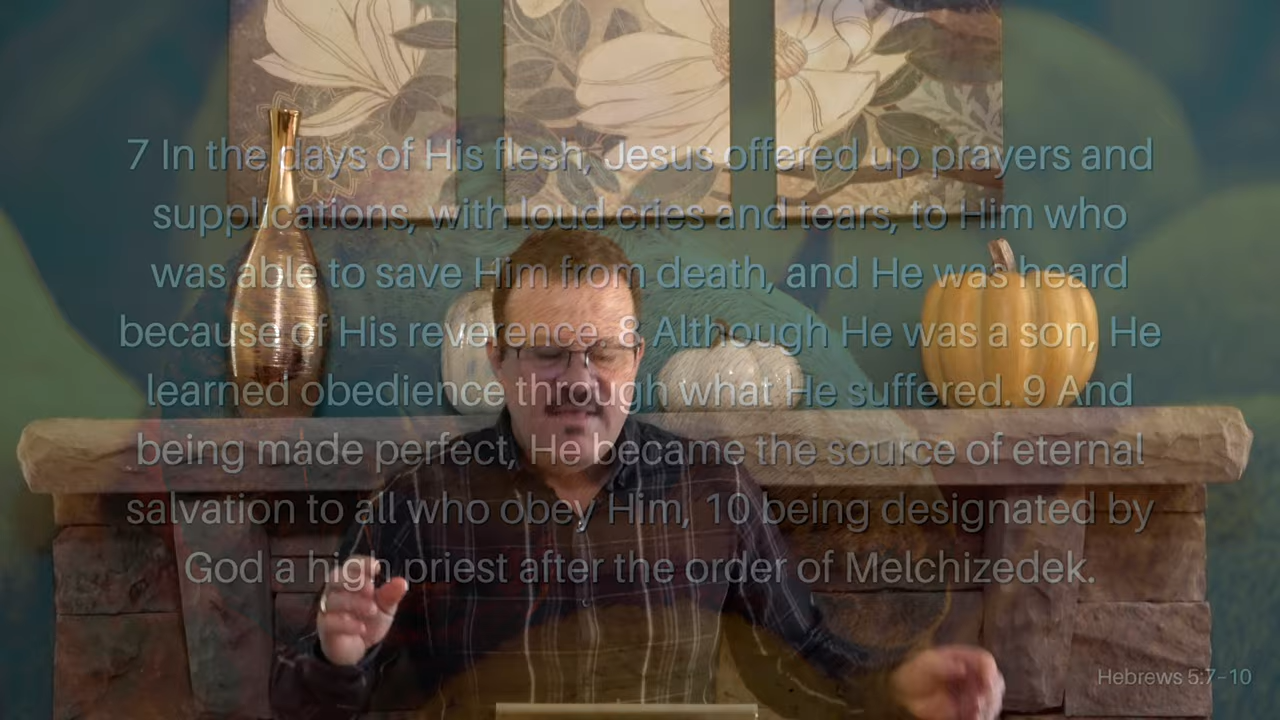 7 In the days of His flesh, Jesus offered up prayers and
supplications, with loud cries and tears, to Him who
was able to save Him from death, and He was heard
because of His reverence. 8 Although He was a son, He
learned obedience through what He suffered. 9 And
being made perfect, He became the source of eternal
salvation to all who obey Him, 10 being designated by
God a high priest after the order of Melchizedek.
Hebrews 5:7-10